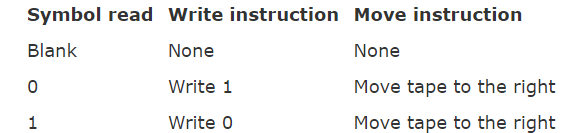 Symbol read Write instruction Move instruction
Blank None None
0 Write 1 Move tape to the right
1 Write 0 Move tape to the right